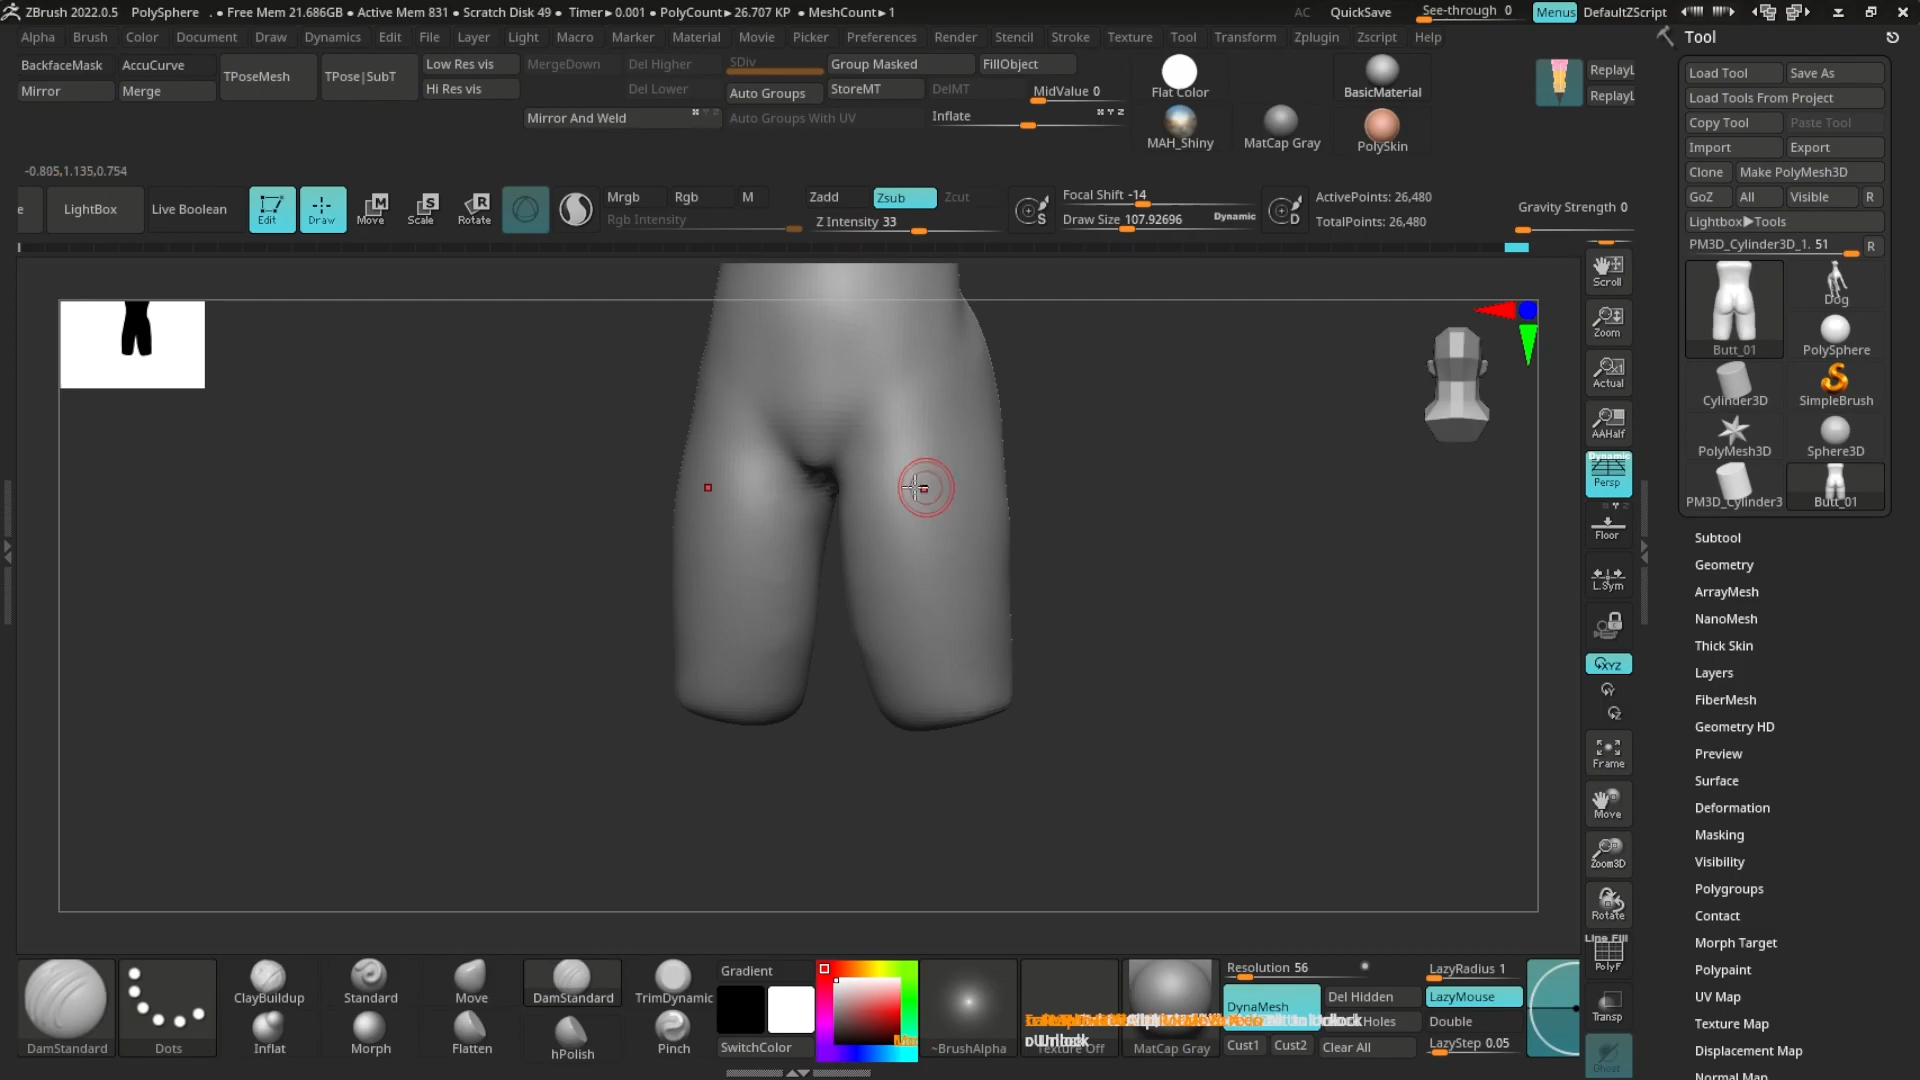 ZBrush 2022.0.5 PolySphere . ● Free Mem 21.686GB ● Active Mem 831 ● Scratch Disk 49 ● Timer▸0.001 ● PolyCount▸26.707 KP ● MeshCount▸1 AC QuickSave See-through 0 Menus DefaultZScript
Alpha Brush Color Document Draw Dynamics Edit File Layer Light Macro Marker Material Movie Picker Preferences Render Stencil Stroke Texture Tool Transform Zplugin Zscript Help
Tool
BackfaceMask AccuCurve
Mirror Merge
TPoseMesh TPose|SubT
Low Res vis MergeDown Del Higher SDiv Group Masked FillObject
Hi Res vis Del Lower Auto Groups StoreMT DelMT MidValue 0
Mirror And Weld Auto Groups With UV Inflate
Flat Color BasicMaterial
MAH_Shiny MatCap Gray PolySkin
ReplayL
ReplayL
-0.805,1.135,0.754
e LightBox Live Boolean Edit Draw Move Scale Rotate
Mrgb Rgb M Zadd Zsub Zcut
Rgb Intensity Z Intensity 33
S Focal Shift -14
Draw Size 107.92696 Dynamic
D ActivePoints: 26,480
TotalPoints: 26,480
Gravity Strength 0
Load Tool Save As
Load Tools From Project
Copy Tool Paste Tool
Import Export
Clone Make PolyMesh3D
GoZ All Visible R
Lightbox▶Tools
PM3D_Cylinder3D_1. 51 R
Butt_01 Dog
PolySphere
Cylinder3D SimpleBrush
PolyMesh3D Sphere3D
PM3D_Cylinder3 Butt_01
Subtool
Geometry
ArrayMesh
NanoMesh
Thick Skin
Layers
FiberMesh
Geometry HD
Preview
Surface
Deformation
Masking
Visibility
Polygroups
Contact
Morph Target
Polypaint
UV Map
Texture Map
Displacement Map
Normal Map
Scroll
Zoom
Actual
AAHalf
Dynamic
Persp
Floor
L.Sym
XYZ
Frame
Move
Zoom3D
Rotate
Line Fill
PolyF
Transp
Ghost
DamStandard Dots
ClayBuildup Standard Move DamStandard TrimDynamic
Inflat Morph Flatten hPolish Pinch
Gradient
SwitchColor
~BrushAlpha Texture Off MatCap Gray
Resolution 56
DynaMesh Del Hidden
Holes
Cust1 Cust2 Clear All
LazyRadius 1
LazyMouse
Double
LazyStep 0.05